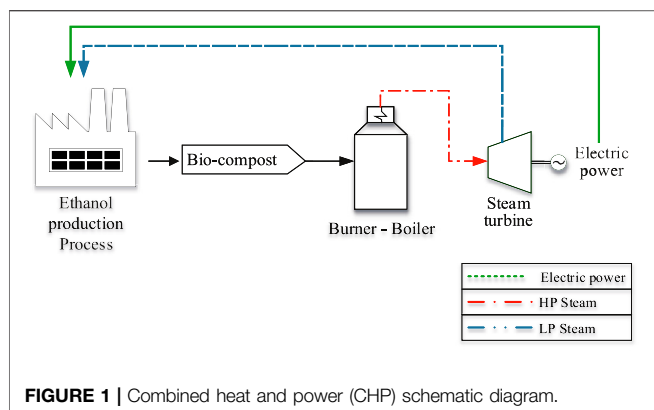 Bio-compost
Electric
power
Ethanol
production
Process
Burner – Boiler
Steam
turbine
Electric power
HP Steam
LP Steam
FIGURE 1 | Combined heat and power (CHP) schematic diagram.